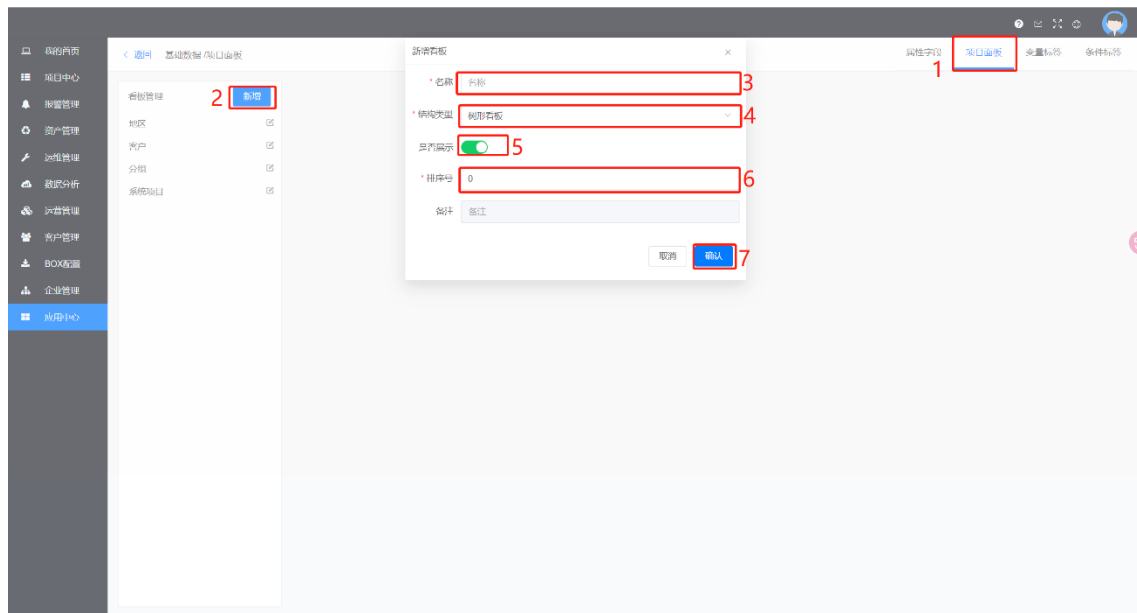 我的首页
项目中心
报警管理
资产管理
运维管理
数据分析
运营管理
客户管理
BOX配置
企业管理
应用中心
< 返回 基础数据 /项目面板
属性字段 项目面板 变量标签 条件标签
1
看板管理 2 新增
地区
客户
分组
系统项目
新增看板 ×
* 名称 名称 3
* 结构类型 树形看板 4
是否展示 5
* 排序号 0 6
备注 备注
取消 确认 7